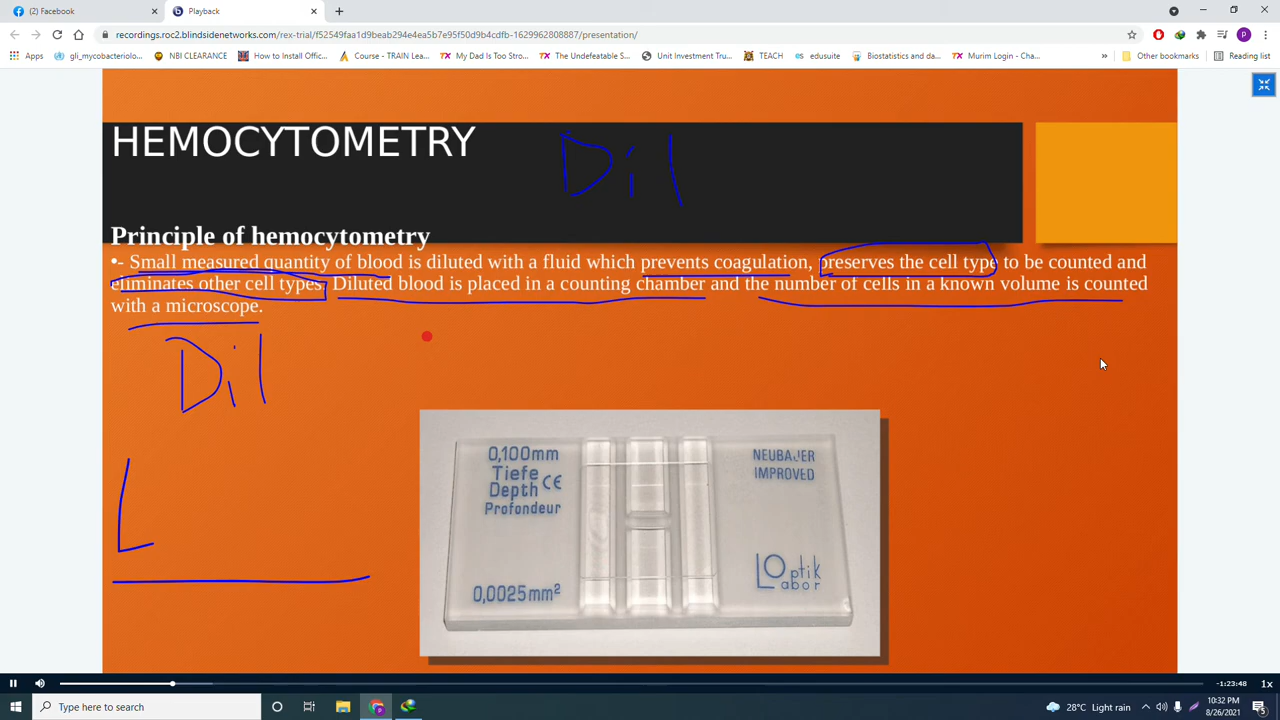 (2) Facebook
Playback
recordings.roc2.blindsidenetworks.com/rex-trial/f52549faa1d9beab294e4ea5b7e95f50d9b4cdfb-1629962808887/presentation/
Apps gli_mycobacteriolo... NBI CLEARANCE How to Install Offic... Course - TRAIN Lea... My Dad Is Too Stro... The Undefeatable S... Unit Investment Tru... TEACH edusuite Biostatistics and da... Murim Login - Cha... » Other bookmarks Reading list
HEMOCYTOMETRY
Dil
Principle of hemocytometry
•- Small measured quantity of blood is diluted with a fluid which prevents coagulation, preserves the cell type to be counted and
eliminates other cell types. Diluted blood is placed in a counting chamber and the number of cells in a known volume is counted
with a microscope.
Dil
L
0,100mm
Tiefe
Depth CE
Profondeur
0,0025mm²
NEUBAUER
IMPROVED
Optik
Labor
-1:23:48 1x
Type here to search
28°C Light rain
10:32 PM
8/26/2021
5